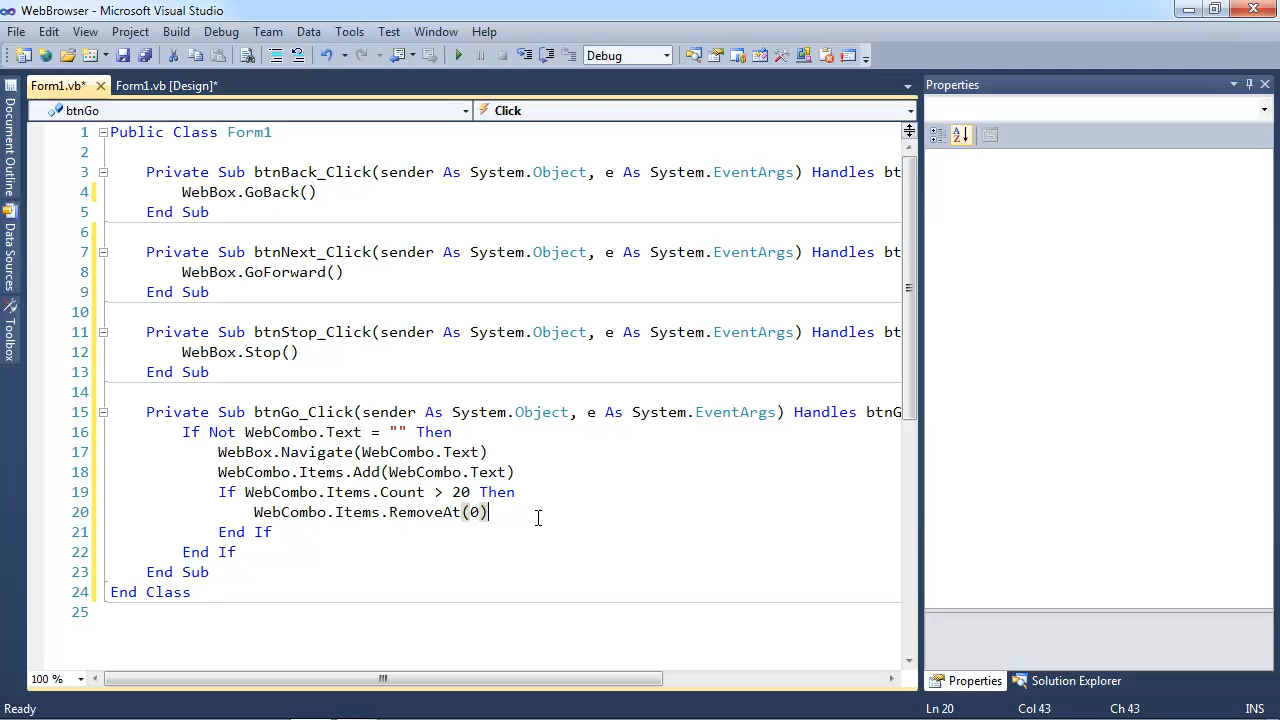 WebBrowser - Microsoft Visual Studio
File Edit View Project Build Debug Team Data Tools Test Window Help
Debug
Form1.vb* Form1.vb [Design]*
Properties
btnGo Click
Document Outline
Data Sources
Toolbox
1 Public Class Form1
2
3 Private Sub btnBack_Click(sender As System.Object, e As System.EventArgs) Handles bt
4 WebBox.GoBack()
5 End Sub
6
7 Private Sub btnNext_Click(sender As System.Object, e As System.EventArgs) Handles bt
8 WebBox.GoForward()
9 End Sub
10
11 Private Sub btnStop_Click(sender As System.Object, e As System.EventArgs) Handles bt
12 WebBox.Stop()
13 End Sub
14
15 Private Sub btnGo_Click(sender As System.Object, e As System.EventArgs) Handles btnG
16 If Not WebCombo.Text = "" Then
17 WebBox.Navigate(WebCombo.Text)
18 WebCombo.Items.Add(WebCombo.Text)
19 If WebCombo.Items.Count > 20 Then
20 WebCombo.Items.RemoveAt(0)
21 End If
22 End If
23 End Sub
24 End Class
25
100 %
Properties Solution Explorer
Ready Ln 20 Col 43 Ch 43 INS